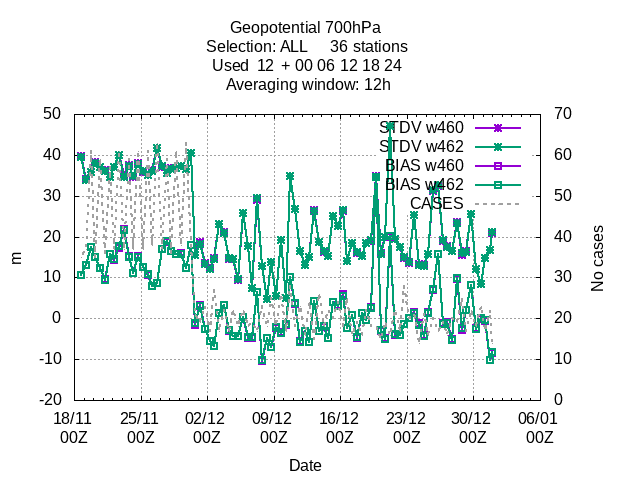 Geopotential 700hPa
Selection: ALL 36 stations
Used 12 + 00 06 12 18 24
Averaging window: 12h
50 70
STDV w460
STDV w462
40 60
BIAS w460
BIAS w462
30 50
CASES
20 40
m
No cases
10 30
0 20
-10 10
-20 0
18/11 25/11 02/12 09/12 16/12 23/12 30/12 06/01
00Z 00Z 00Z 00Z 00Z 00Z 00Z 00Z
Date